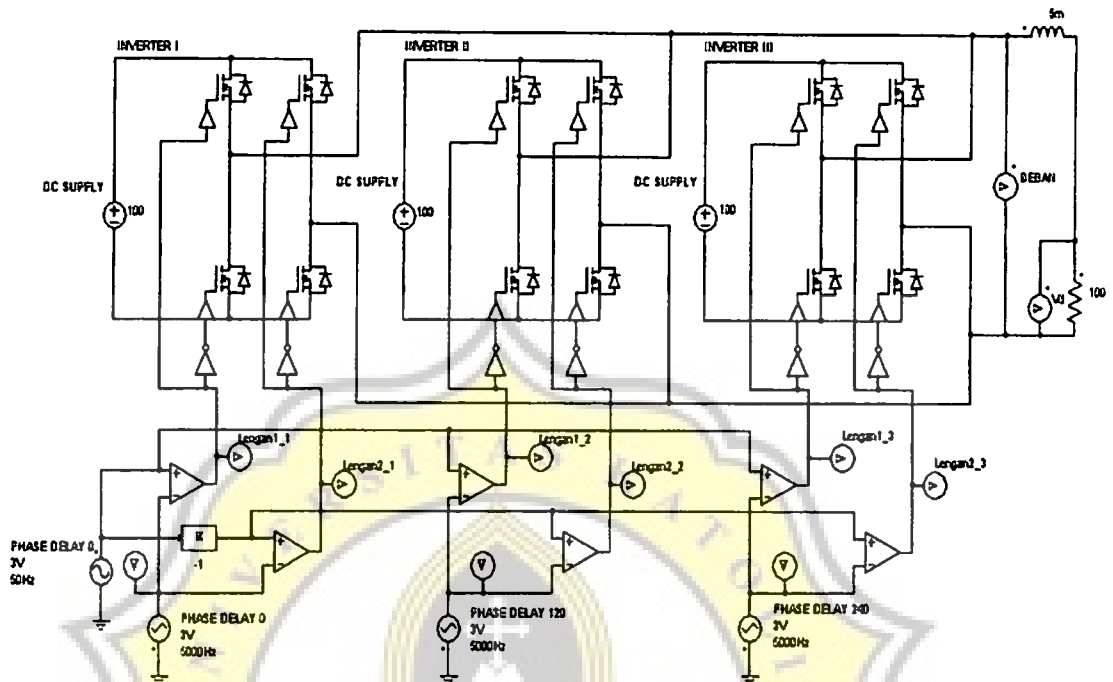 5m
INVERTER I
INVERTER II
INVERTER III
DC SUPPLY
100
DC SUPPLY
100
DC SUPPLY
100
BEBAN
V
V
100
Lengan1_1
V
Lengan2_1
V
Lengan1_2
V
Lengan2_2
V
Lengan1_3
V
Lengan2_3
V
K
-1
PHASE DELAY 0
3V
50Hz
V
V
V
PHASE DELAY 0
3V
5000Hz
PHASE DELAY 120
3V
5000Hz
PHASE DELAY 240
3V
5000Hz